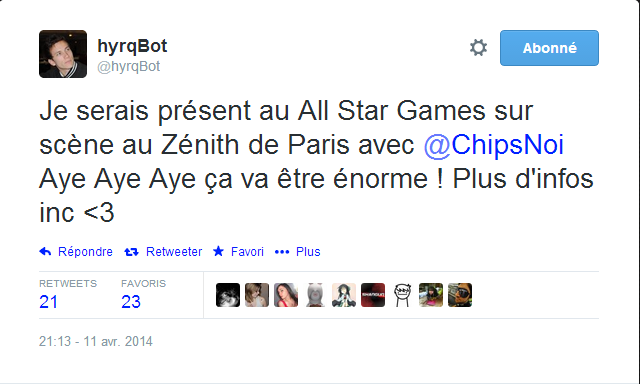 hyrqBot
@hyrqBot
Abonné
Je serais présent au All Star Games sur
scène au Zénith de Paris avec @ChipsNoi
Aye Aye Aye ça va être énorme ! Plus d'infos
inc <3
Répondre Retweeter Favori Plus
RETWEETS FAVORIS
21 23
21:13 - 11 avr. 2014